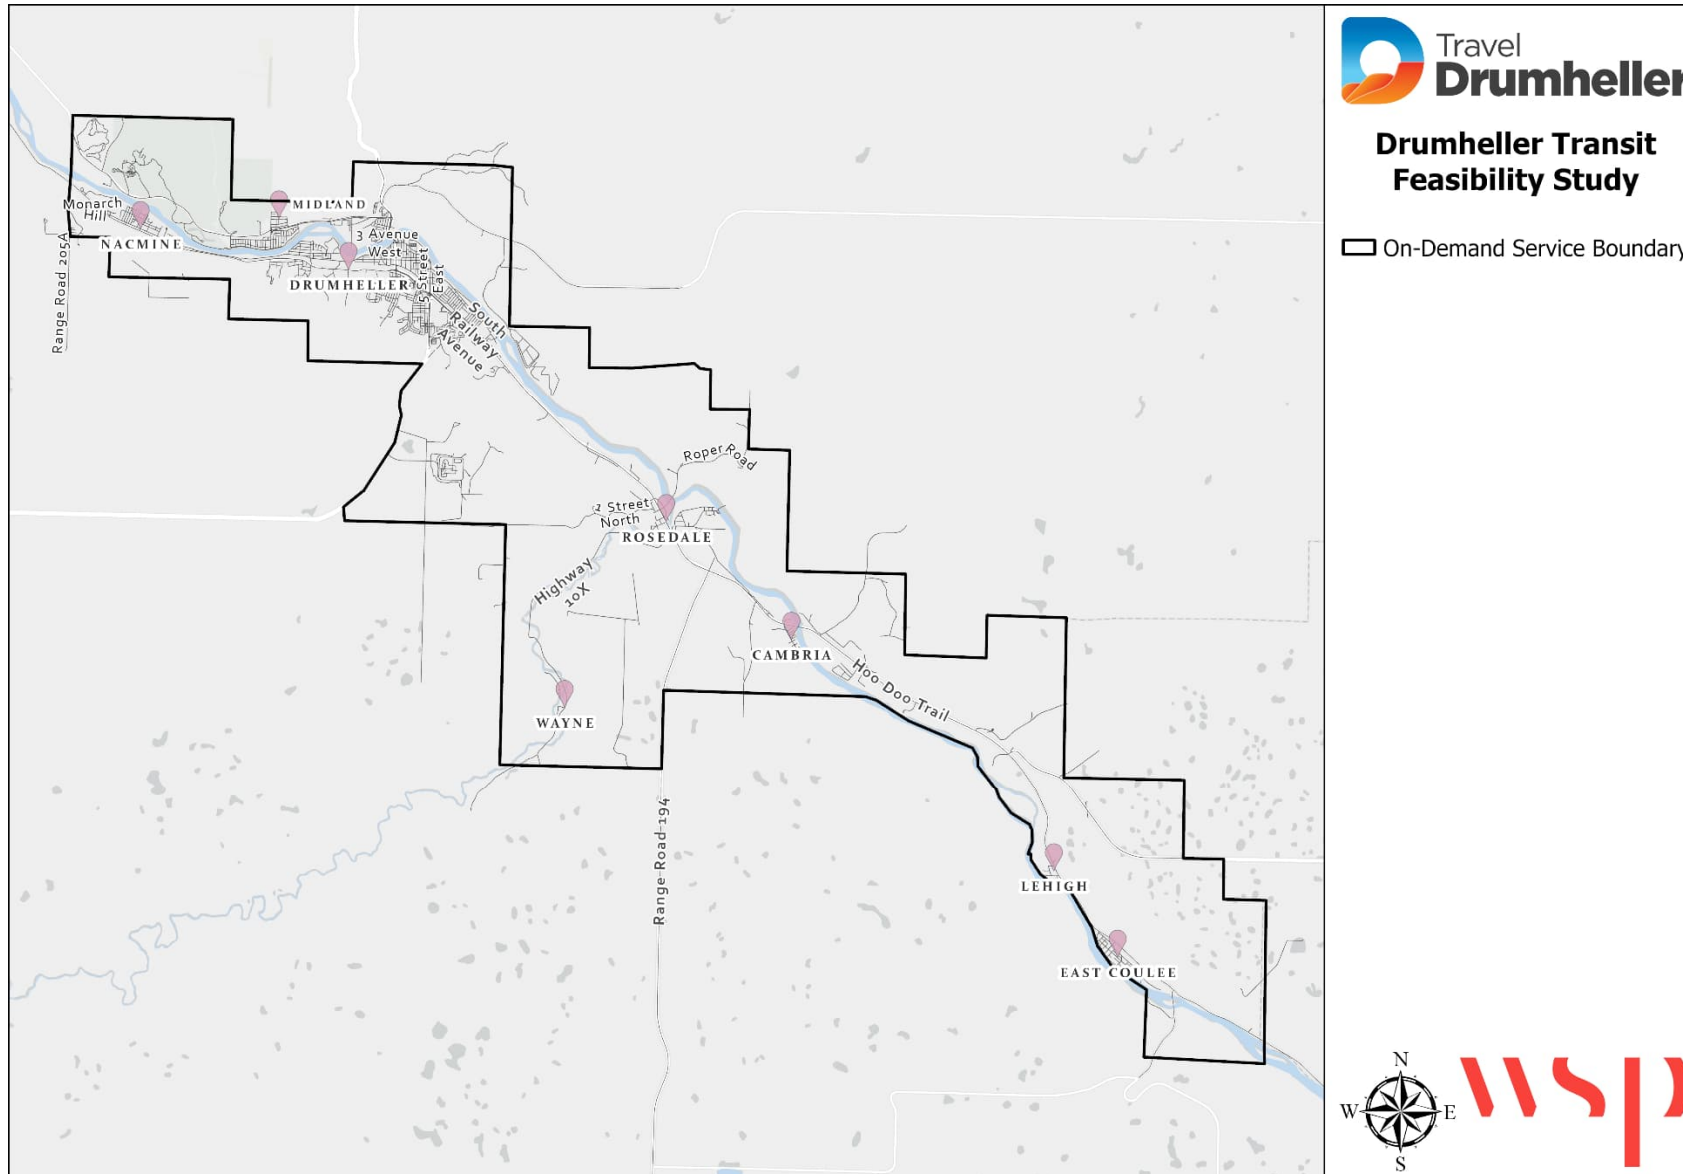 Travel
Drumheller
Drumheller Transit
Feasibility Study
On-Demand Service Boundary
Monarch
Hill
NACMINE
Range Road 205A
MIDLAND
3 Avenue
West
DRUMHELLER
5 Street
East
South
Railway
Avenue
Roper Road
1 Street
North
ROSEDALE
Highway
10X
CAMBRIA
Hoo Doo Trail
WAYNE
Range Road 194
LEHIGH
EAST COULEE
N
W
E
S
wsp